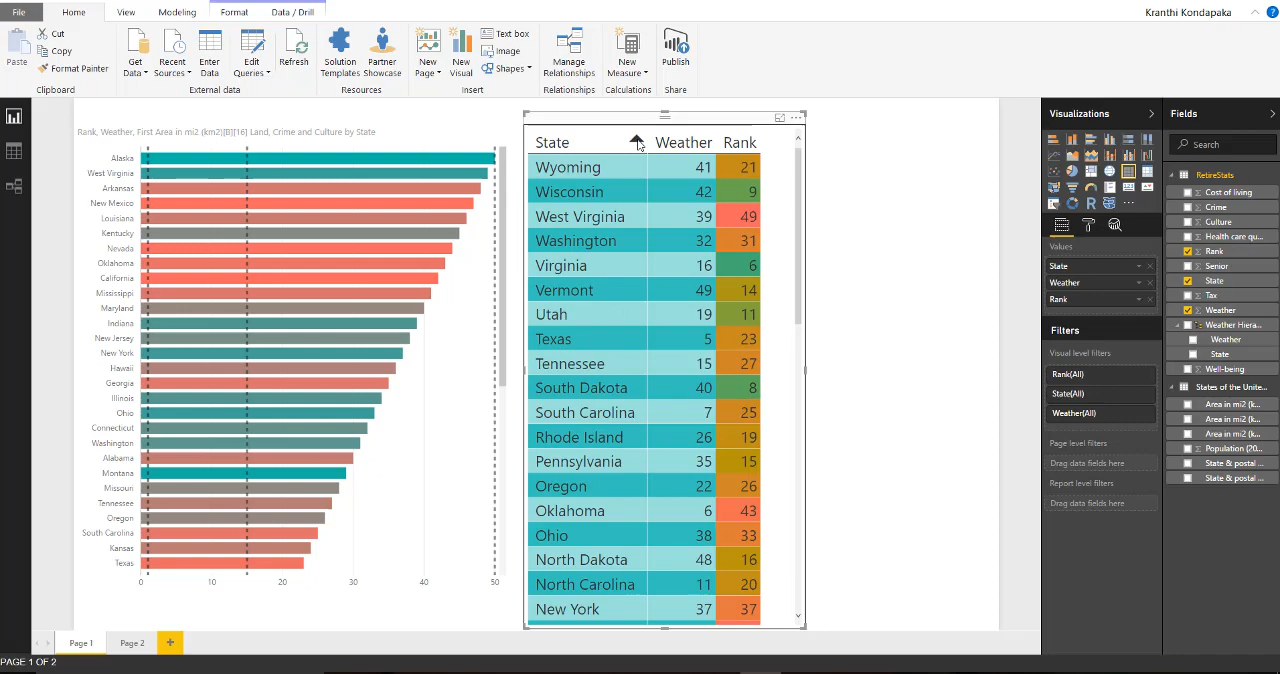 File Home View Modeling Format Data / Drill Kranthi Kondapaka ?
Paste
Cut
Copy
Format Painter
Clipboard
Get Data
Recent Sources
Enter Data
Edit Queries
Refresh
External data
Solution Templates
Partner Showcase
Resources
New Page
New Visual
Text box
Image
Shapes
Insert
Manage Relationships
Relationships
New Measure
Calculations
Publish
Share
Rank, Weather, First Area in mi2 (km2)[B][16] Land, Crime and Culture by State
Alaska
West Virginia
Arkansas
New Mexico
Louisiana
Kentucky
Nevada
Oklahoma
California
Mississippi
Maryland
Indiana
New Jersey
New York
Hawaii
Georgia
Illinois
Ohio
Connecticut
Washington
Alabama
Montana
Missouri
Tennessee
Oregon
South Carolina
Kansas
Texas
0 10 20 30 40 50
State Weather Rank
Wyoming 41 21
Wisconsin 42 9
West Virginia 39 49
Washington 32 31
Virginia 16 6
Vermont 49 14
Utah 19 11
Texas 5 23
Tennessee 15 27
South Dakota 40 8
South Carolina 7 25
Rhode Island 26 19
Pennsylvania 35 15
Oregon 22 26
Oklahoma 6 43
Ohio 38 33
North Dakota 48 16
North Carolina 11 20
New York 37 37
Visualizations
R
Values
State
Weather
Rank
Filters
Visual level filters
Rank(All)
State(All)
Weather(All)
Page level filters
Drag data fields here
Report level filters
Drag data fields here
Fields
Search
RetireStats
Cost of living
Crime
Culture
Health care qu...
Rank
Senior
State
Tax
Weather
Weather Hiera...
Weather
State
Well-being
States of the Unite...
Area in mi2 (k...
Area in mi2 (k...
Area in mi2 (k...
Population (20...
State & postal ...
State & postal ...
Page 1 Page 2 +
PAGE 1 OF 2